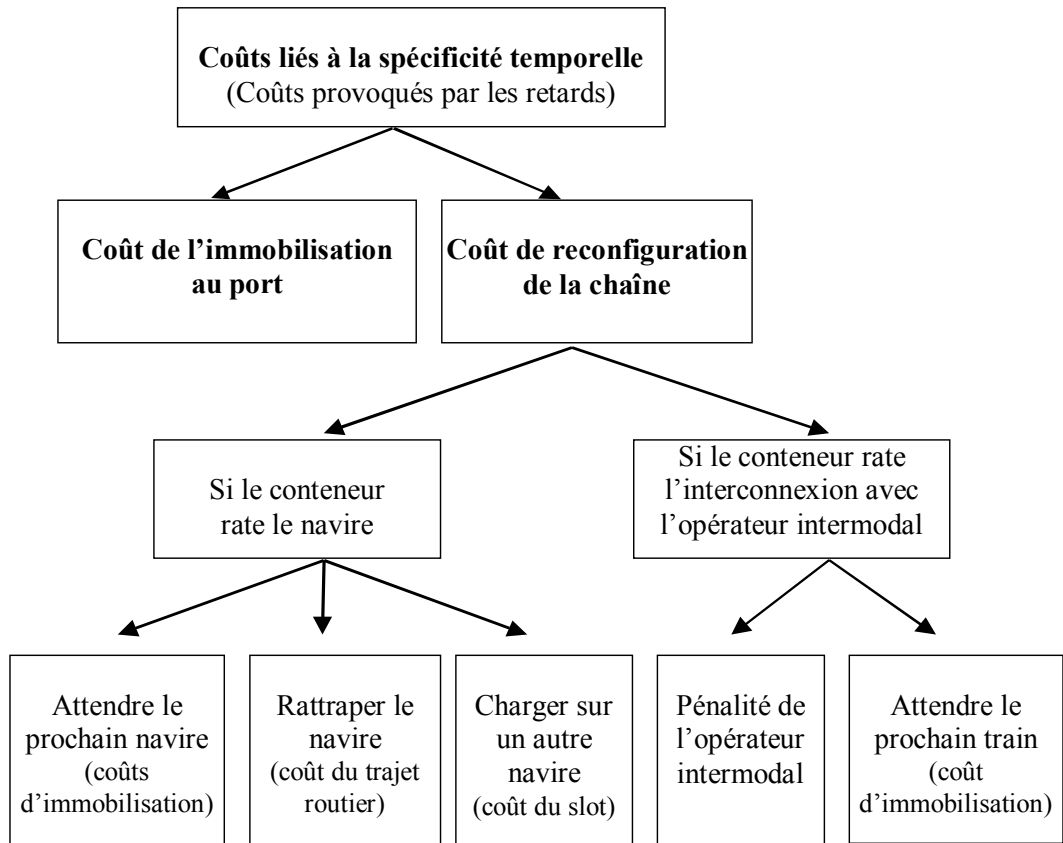 Coûts liés à la spécificité temporelle
(Coûts provoqués par les retards)
Coût de l’immobilisation
au port
Coût de reconfiguration
de la chaîne
Si le conteneur
rate le navire
Si le conteneur rate
l’interconnexion avec
l’opérateur intermodal
Attendre le
prochain navire
(coûts
d’immobilisation)
Rattraper le
navire
(coût du trajet
routier)
Charger sur
un autre
navire
(coût du slot)
Pénalité de
l’opérateur
intermodal
Attendre le
prochain train
(coût
d’immobilisation)